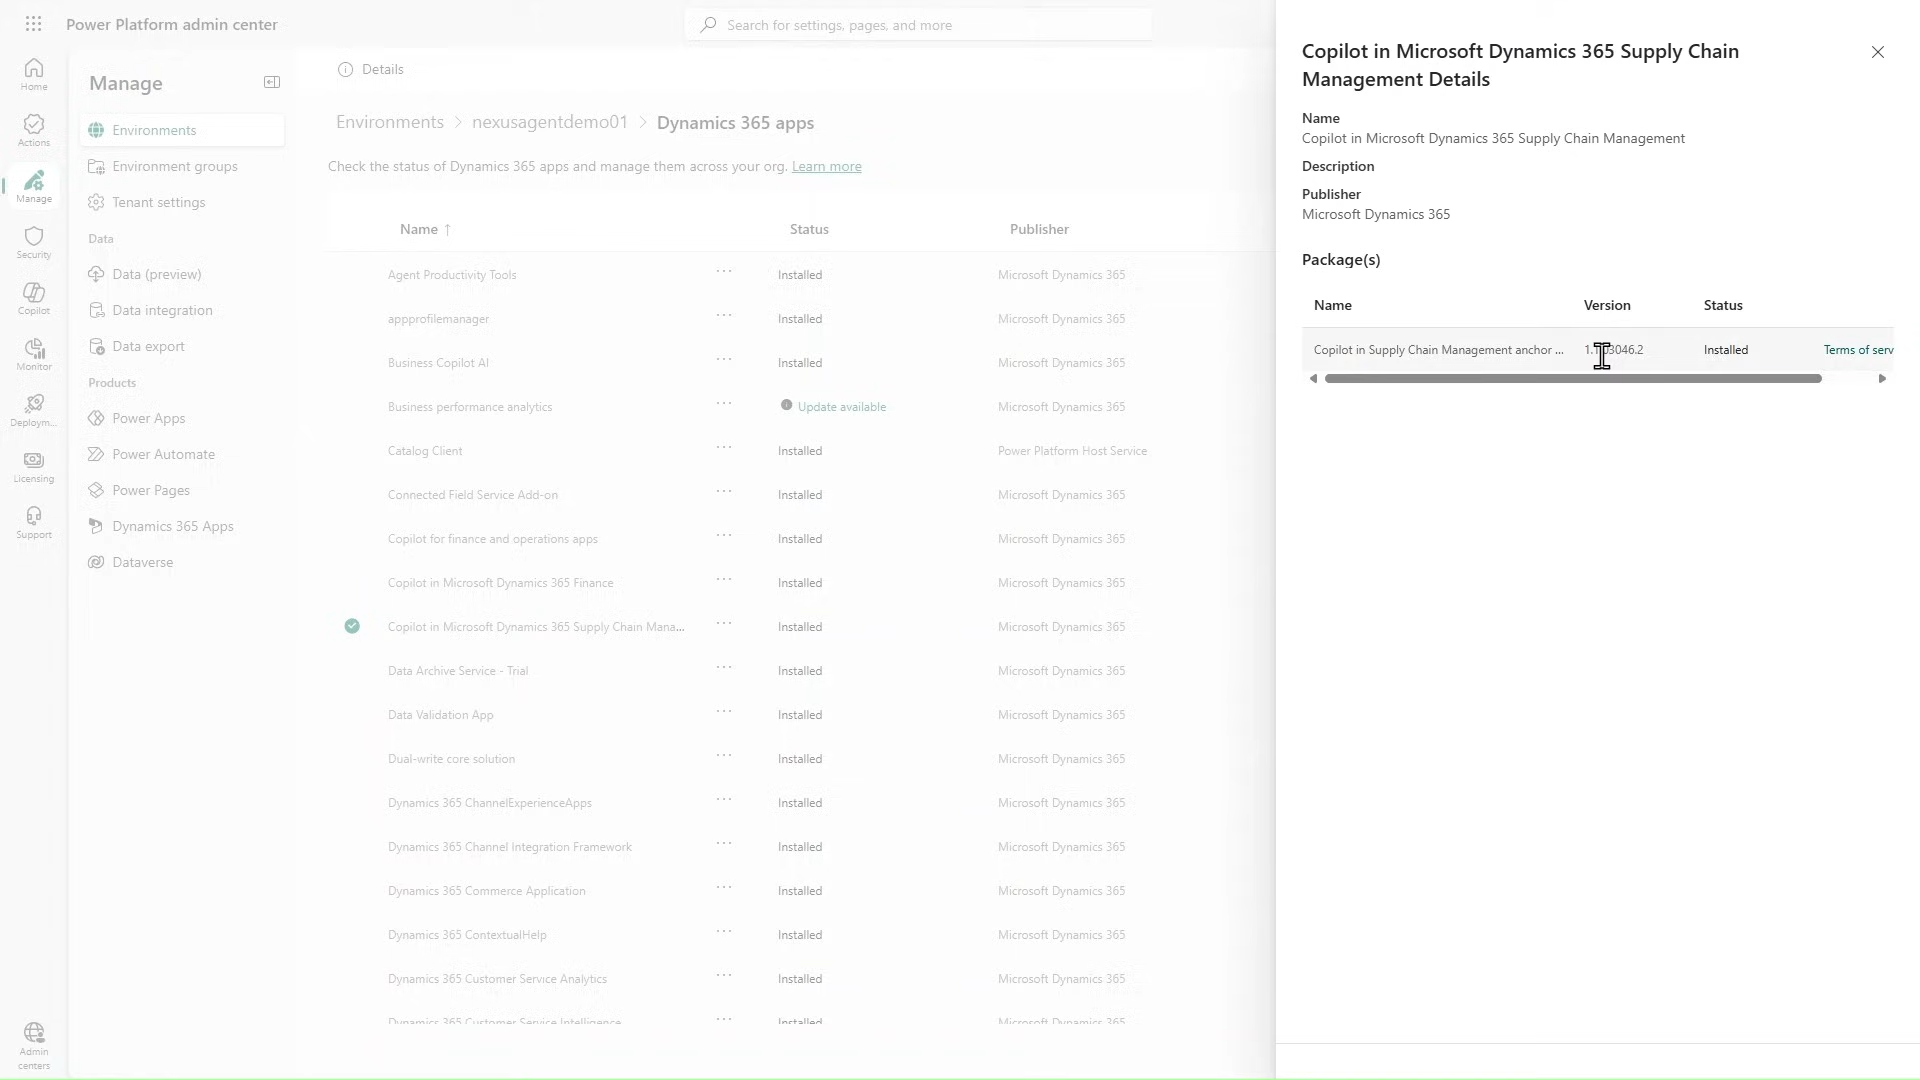 Power Platform admin center
Search for settings, pages, and more
Home
Actions
Manage
Security
Copilot
Monitor
Deploym...
Licensing
Support
Admin
centers
Manage
Environments
Environment groups
Tenant settings
Data
Data (preview)
Data integration
Data export
Products
Power Apps
Power Automate
Power Pages
Dynamics 365 Apps
Dataverse
Details
Environments > nexusagentdemo01 > Dynamics 365 apps
Check the status of Dynamics 365 apps and manage them across your org. Learn more
Name ↑ Status Publisher
Agent Productivity Tools ... Installed Microsoft Dynamics 365
appprofilemanager ... Installed Microsoft Dynamics 365
Business Copilot AI ... Installed Microsoft Dynamics 365
Business performance analytics ... Update available Microsoft Dynamics 365
Catalog Client ... Installed Power Platform Host Service
Connected Field Service Add-on ... Installed Microsoft Dynamics 365
Copilot for finance and operations apps ... Installed Microsoft Dynamics 365
Copilot in Microsoft Dynamics 365 Finance ... Installed Microsoft Dynamics 365
Copilot in Microsoft Dynamics 365 Supply Chain Mana... ... Installed Microsoft Dynamics 365
Data Archive Service - Trial ... Installed Microsoft Dynamics 365
Data Validation App ... Installed Microsoft Dynamics 365
Dual-write core solution ... Installed Microsoft Dynamics 365
Dynamics 365 ChannelExperienceApps ... Installed Microsoft Dynamics 365
Dynamics 365 Channel Integration Framework ... Installed Microsoft Dynamics 365
Dynamics 365 Commerce Application ... Installed Microsoft Dynamics 365
Dynamics 365 ContextualHelp ... Installed Microsoft Dynamics 365
Dynamics 365 Customer Service Analytics ... Installed Microsoft Dynamics 365
Dynamics 365 Customer Service Intelligence ... Installed Microsoft Dynamics 365
Copilot in Microsoft Dynamics 365 Supply Chain
Management Details
Name
Copilot in Microsoft Dynamics 365 Supply Chain Management
Description
Publisher
Microsoft Dynamics 365
Package(s)
Name Version Status
Copilot in Supply Chain Management anchor ... Installed Terms of serv